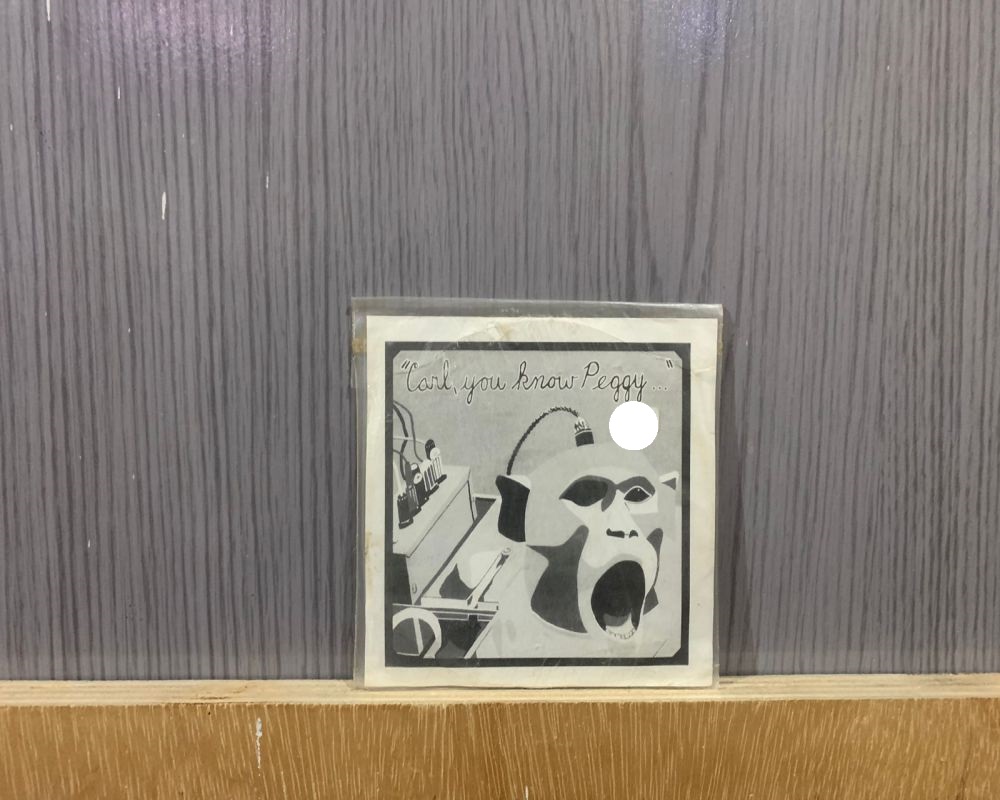 "Carl, you know Peggy..."